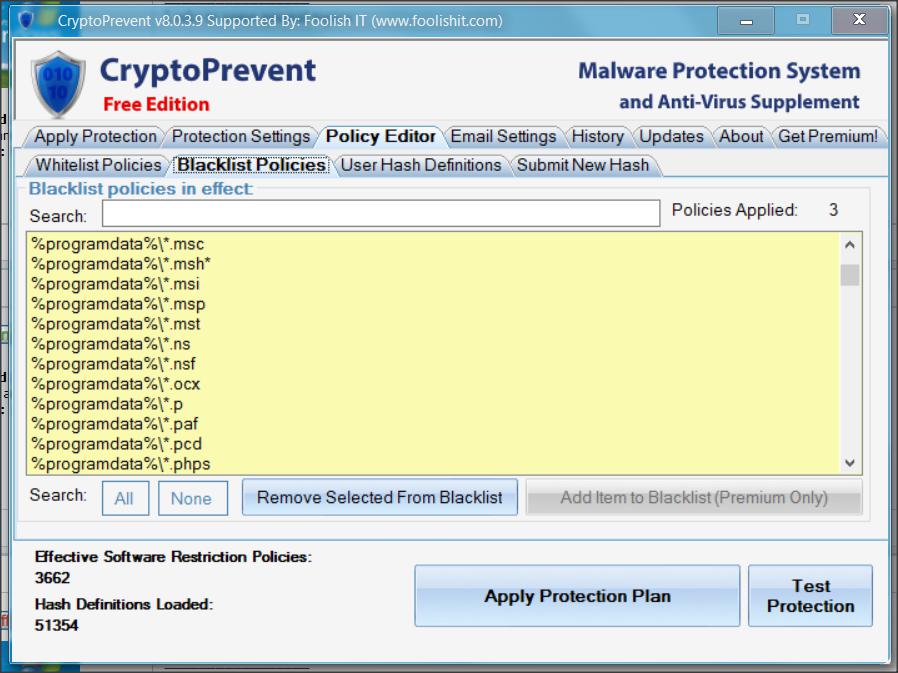 CryptoPrevent v8.0.3.9 Supported By: Foolish IT (www.foolishit.com)
010
10
CryptoPrevent
Free Edition
Malware Protection System
and Anti-Virus Supplement
Apply Protection Protection Settings Policy Editor Email Settings History Updates About Get Premium!
Whitelist Policies Blacklist Policies User Hash Definitions Submit New Hash
Blacklist policies in effect:
Search:
Policies Applied: 3
%programdata%\*.msc
%programdata%\*.msh*
%programdata%\*.msi
%programdata%\*.msp
%programdata%\*.mst
%programdata%\*.ns
%programdata%\*.nsf
%programdata%\*.ocx
%programdata%\*.p
%programdata%\*.paf
%programdata%\*.pcd
%programdata%\*.phps
Search: All None Remove Selected From Blacklist Add Item to Blacklist (Premium Only)
Effective Software Restriction Policies:
3662
Hash Definitions Loaded:
51354
Apply Protection Plan
Test
Protection